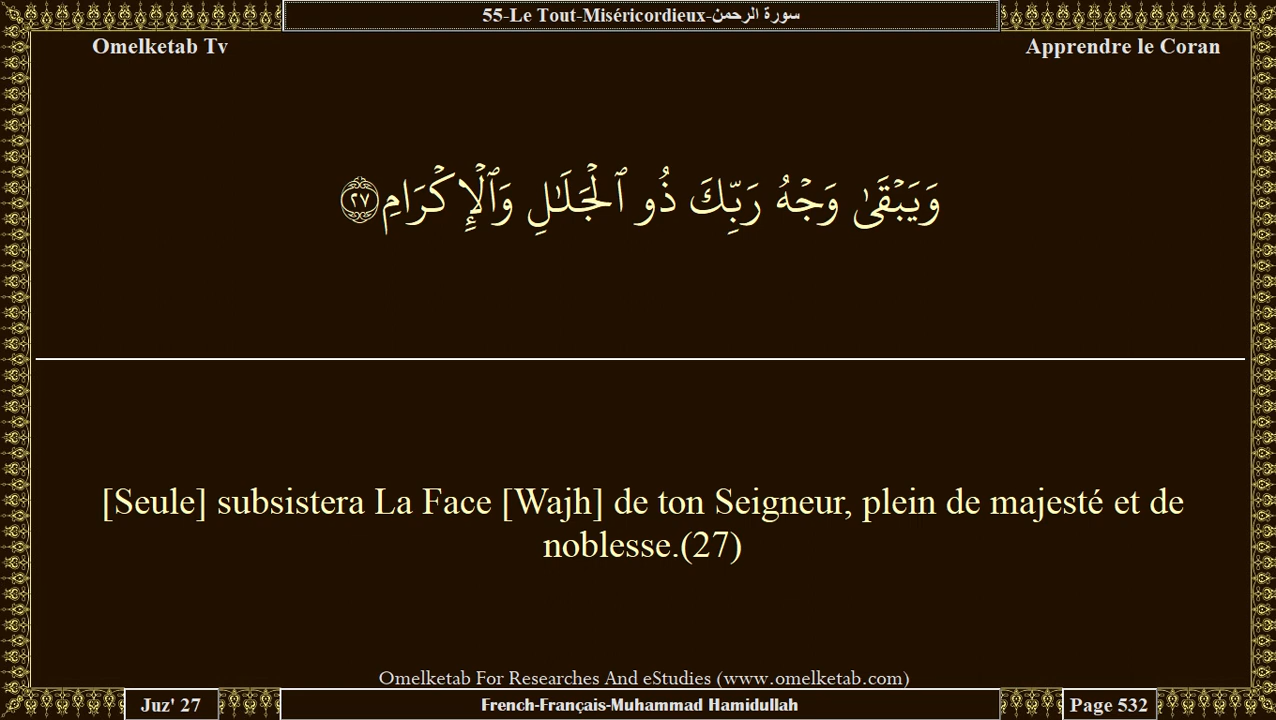 55-Le Tout-Miséricordieux-سورة الرحمن
Omelketab Tv
Apprendre le Coran
وَيَبۡقَىٰ وَجۡهُ رَبِّكَ ذُو ٱلۡجَلَٰلِ وَٱلۡإِكۡرَامِ ٢٧
[Seule] subsistera La Face [Wajh] de ton Seigneur, plein de majesté et de
noblesse.(27)
Omelketab For Researches And eStudies (www.omelketab.com)
Juz' 27
French-Français-Muhammad Hamidullah
Page 532